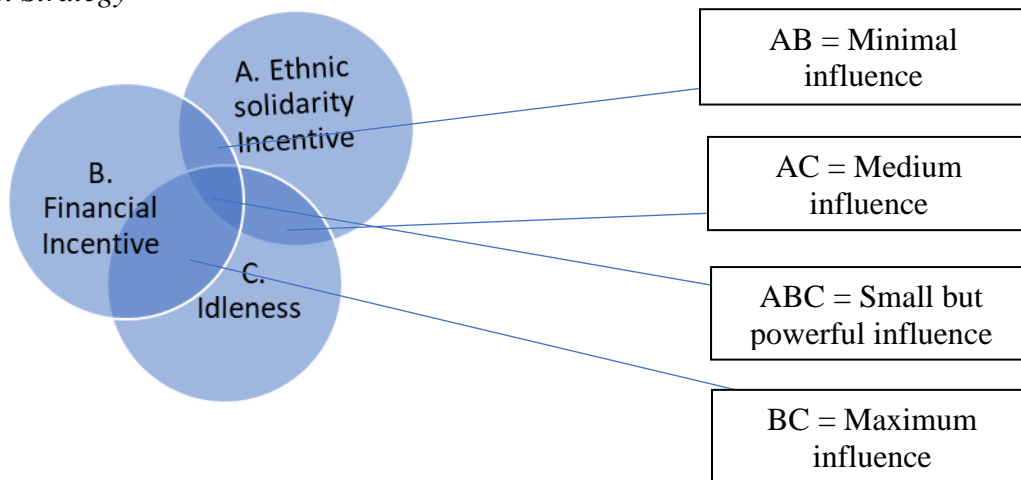 Strategy
A. Ethnic
solidarity
Incentive
B.
Financial
Incentive
C.
Idleness
AB = Minimal
influence
AC = Medium
influence
ABC = Small but
powerful influence
BC = Maximum
influence